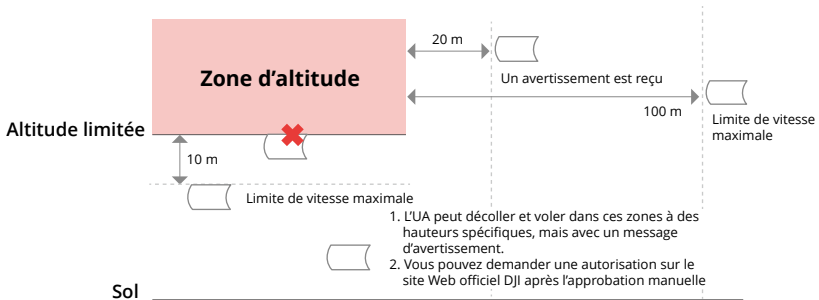 20 m
Zone d’altitude
Un avertissement est reçu
100 m
Limite de vitesse
maximale
Altitude limitée
10 m
Limite de vitesse maximale
1. L’UA peut décoller et voler dans ces zones à des
hauteurs spécifiques, mais avec un message
d’avertissement.
2. Vous pouvez demander une autorisation sur le
site Web officiel DJI après l’approbation manuelle
Sol